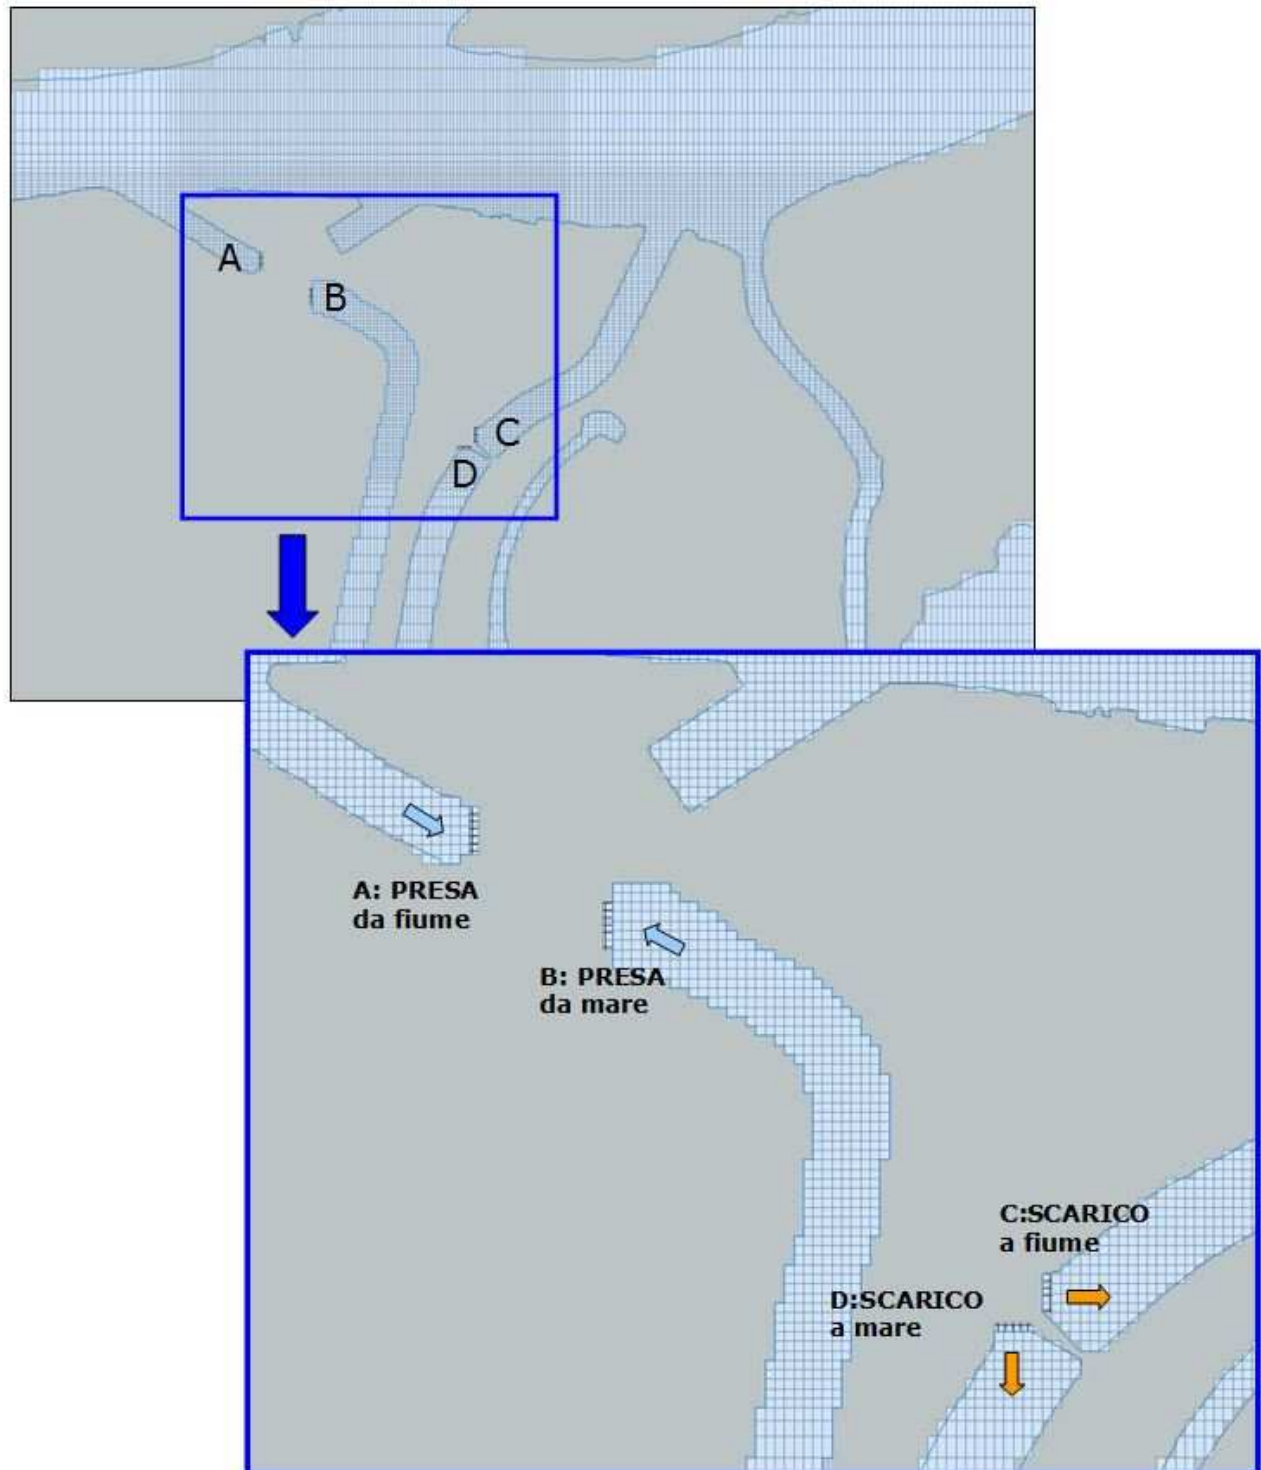 A
B
C
D
A: PRESA
da fiume
B: PRESA
da mare
C:SCARICO
a fiume
D:SCARICO
a mare